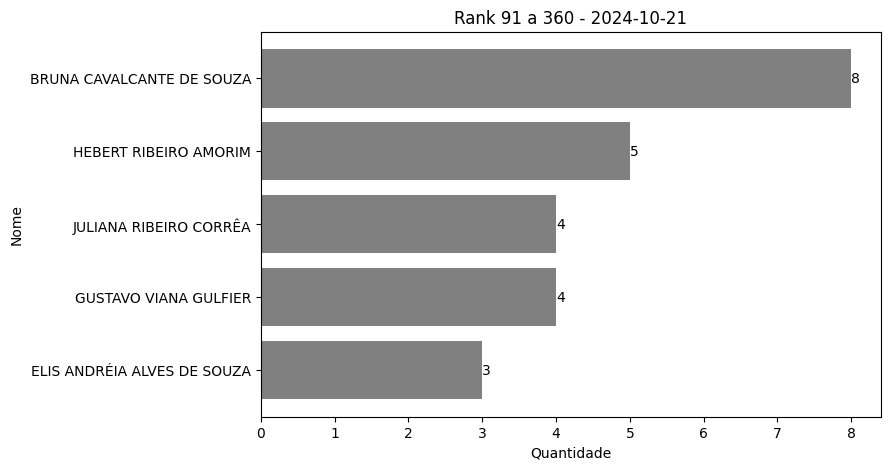 Rank 91 a 360 - 2024-10-21
BRUNA CAVALCANTE DE SOUZA
8
HEBERT RIBEIRO AMORIM
5
JULIANA RIBEIRO CORRÊA
4
GUSTAVO VIANA GULFIER
4
ELIS ANDRÉIA ALVES DE SOUZA
3
Nome
0 1 2 3 4 5 6 7 8
Quantidade